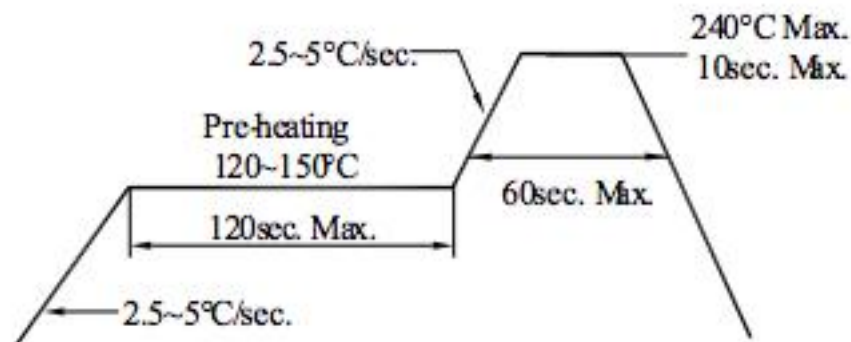 240°C Max.
10sec. Max.
2.5~5°C/sec.
Pre-heating
120~150°C
60sec. Max.
120sec. Max.
2.5~5°C/sec.